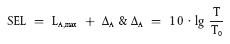 SEL = L_A,max + Δ_A & Δ_A = 10 · lg T/T_0